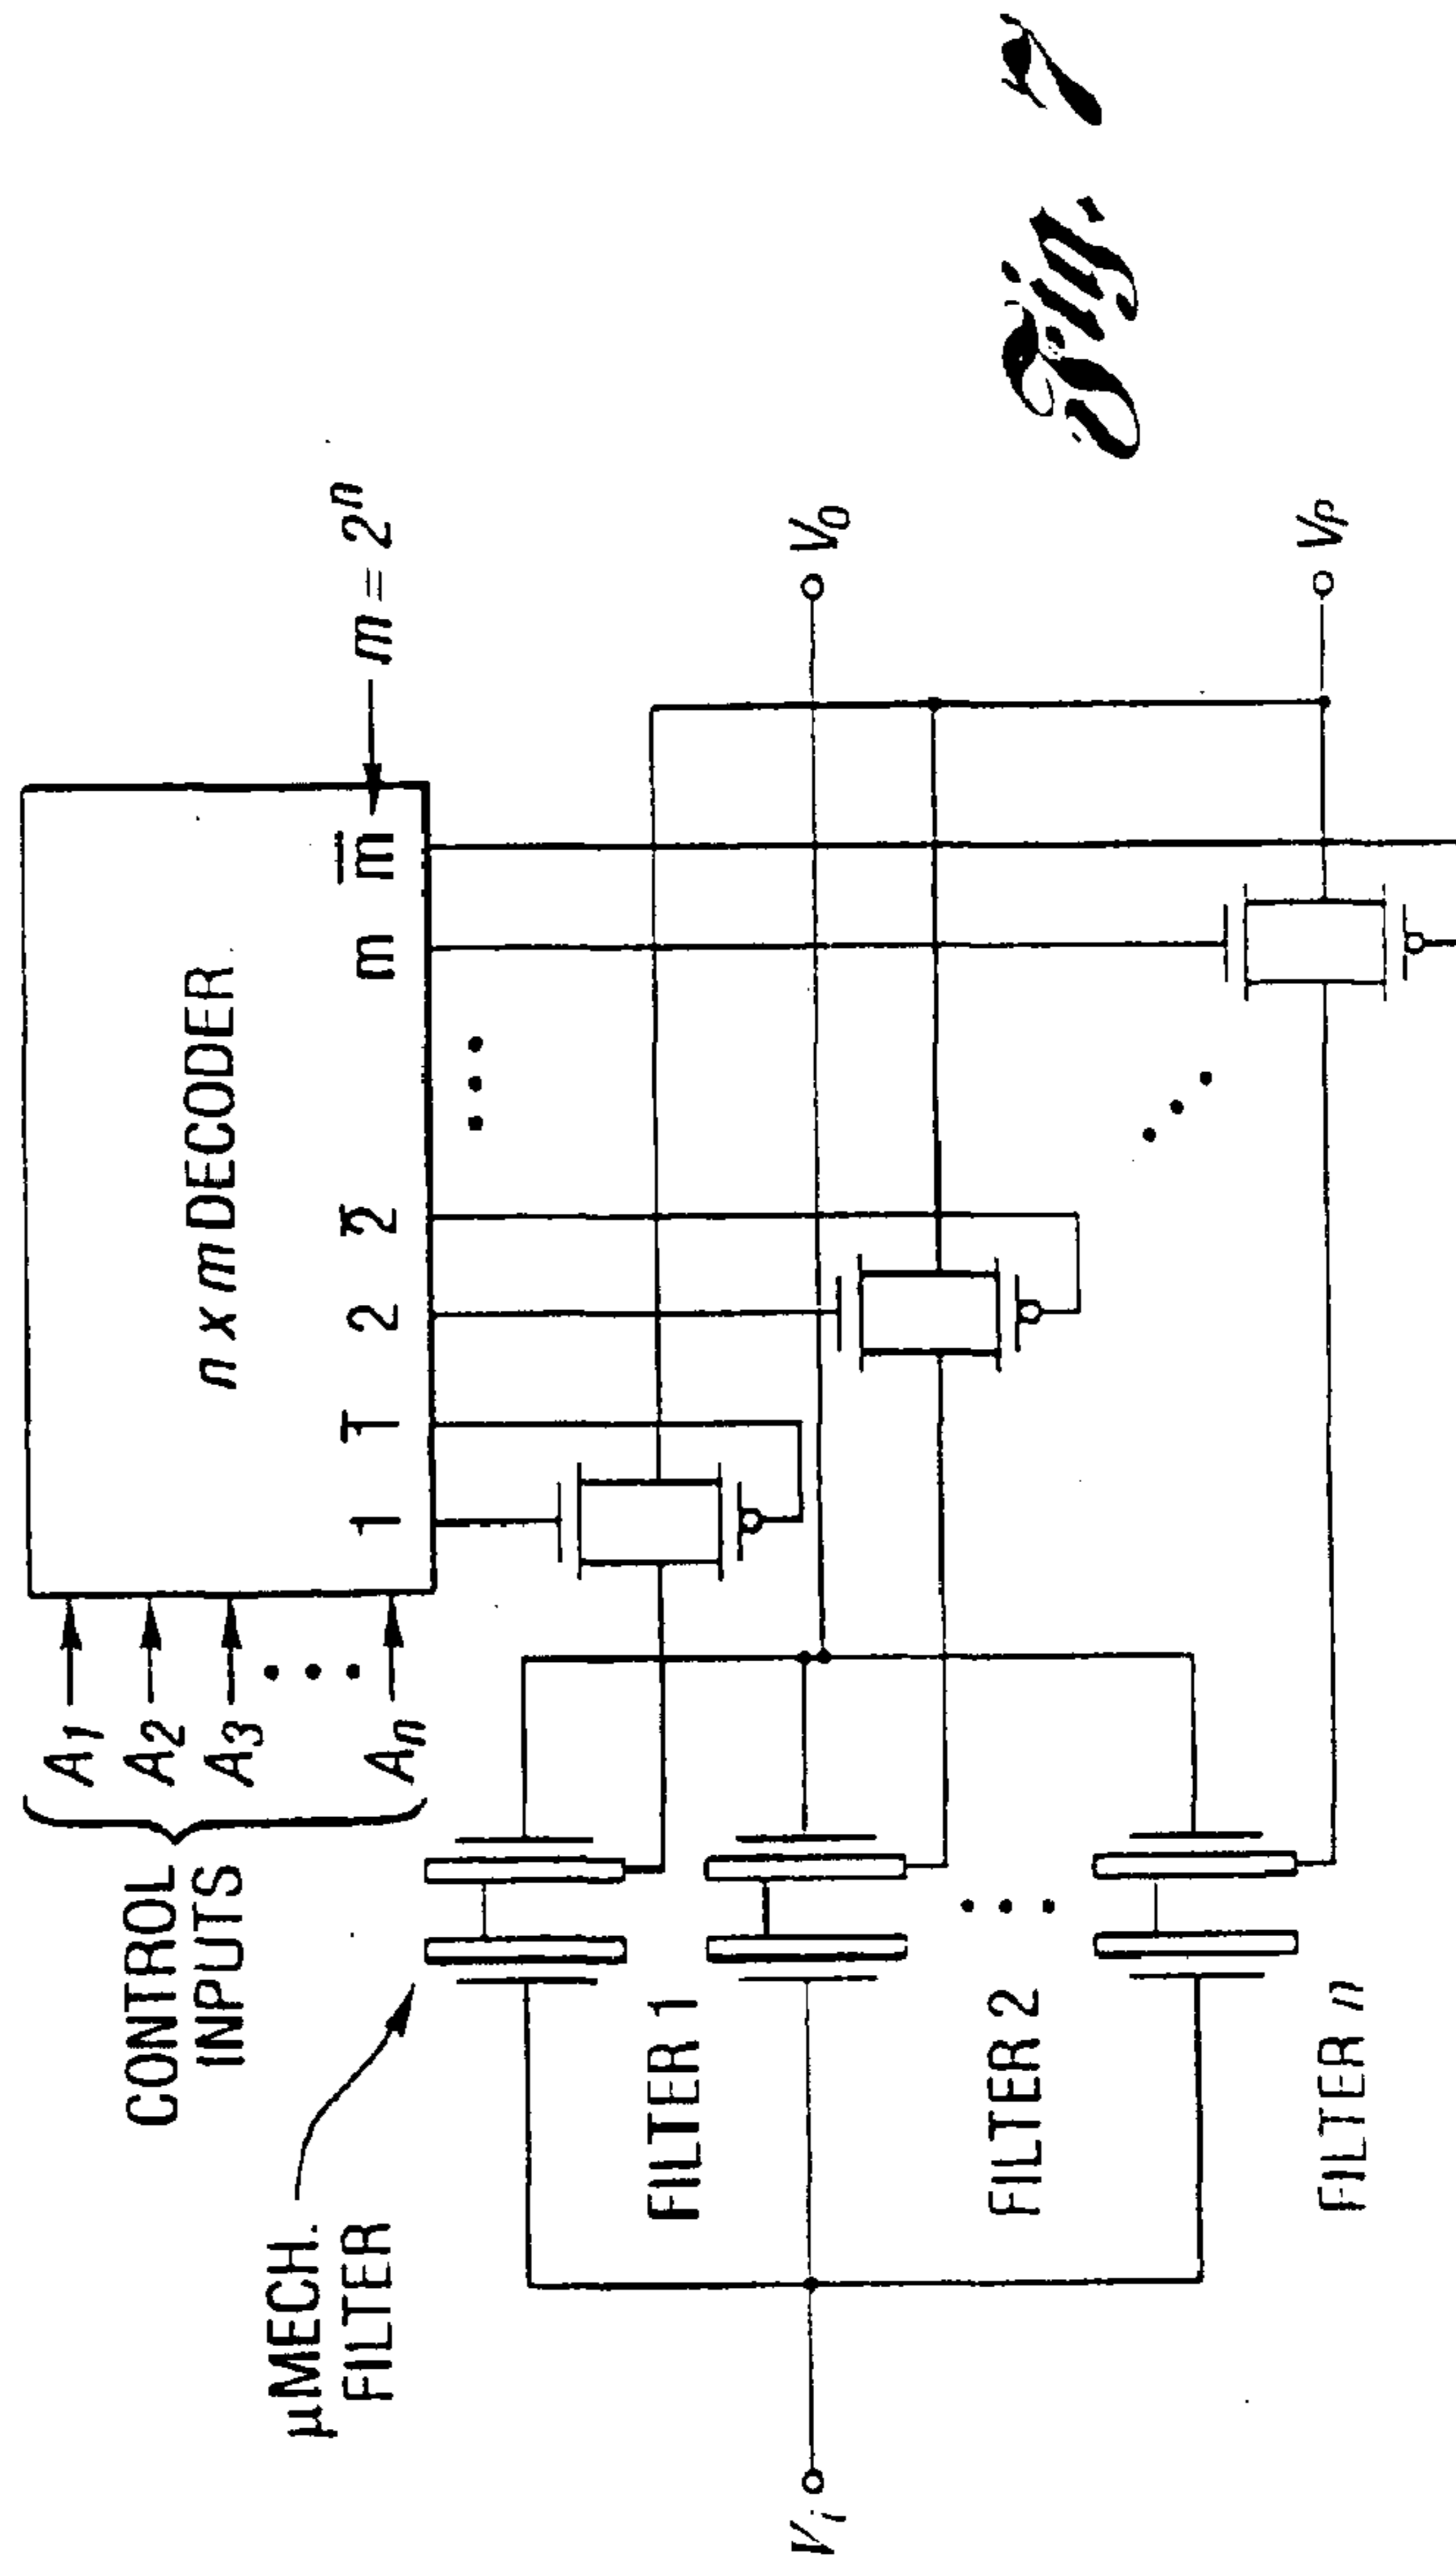 CONTROL
INPUTS
A₁
A₂
A₃
Aₙ
n x m DECODER
1 1̅ 2 2̅ ••• m m̅
m = 2ⁿ
μMECH.
FILTER
FILTER 1
Vᵢ
V₀
FILTER 2
FILTER n
Vₚ
Fig. 7